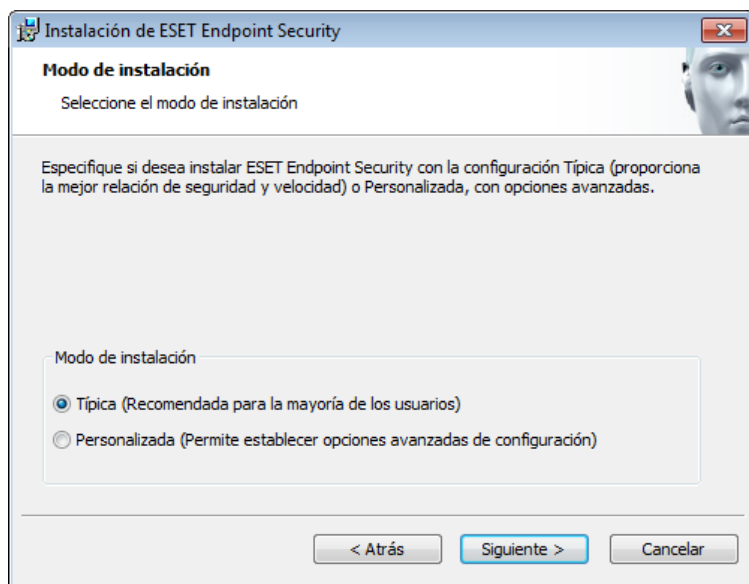 Instalación de ESET Endpoint Security
Modo de instalación
Seleccione el modo de instalación
Especifique si desea instalar ESET Endpoint Security con la configuración Típica (proporciona
la mejor relación de seguridad y velocidad) o Personalizada, con opciones avanzadas.
Modo de instalación
Típica (Recomendada para la mayoría de los usuarios)
Personalizada (Permite establecer opciones avanzadas de configuración)
< Atrás
Siguiente >
Cancelar